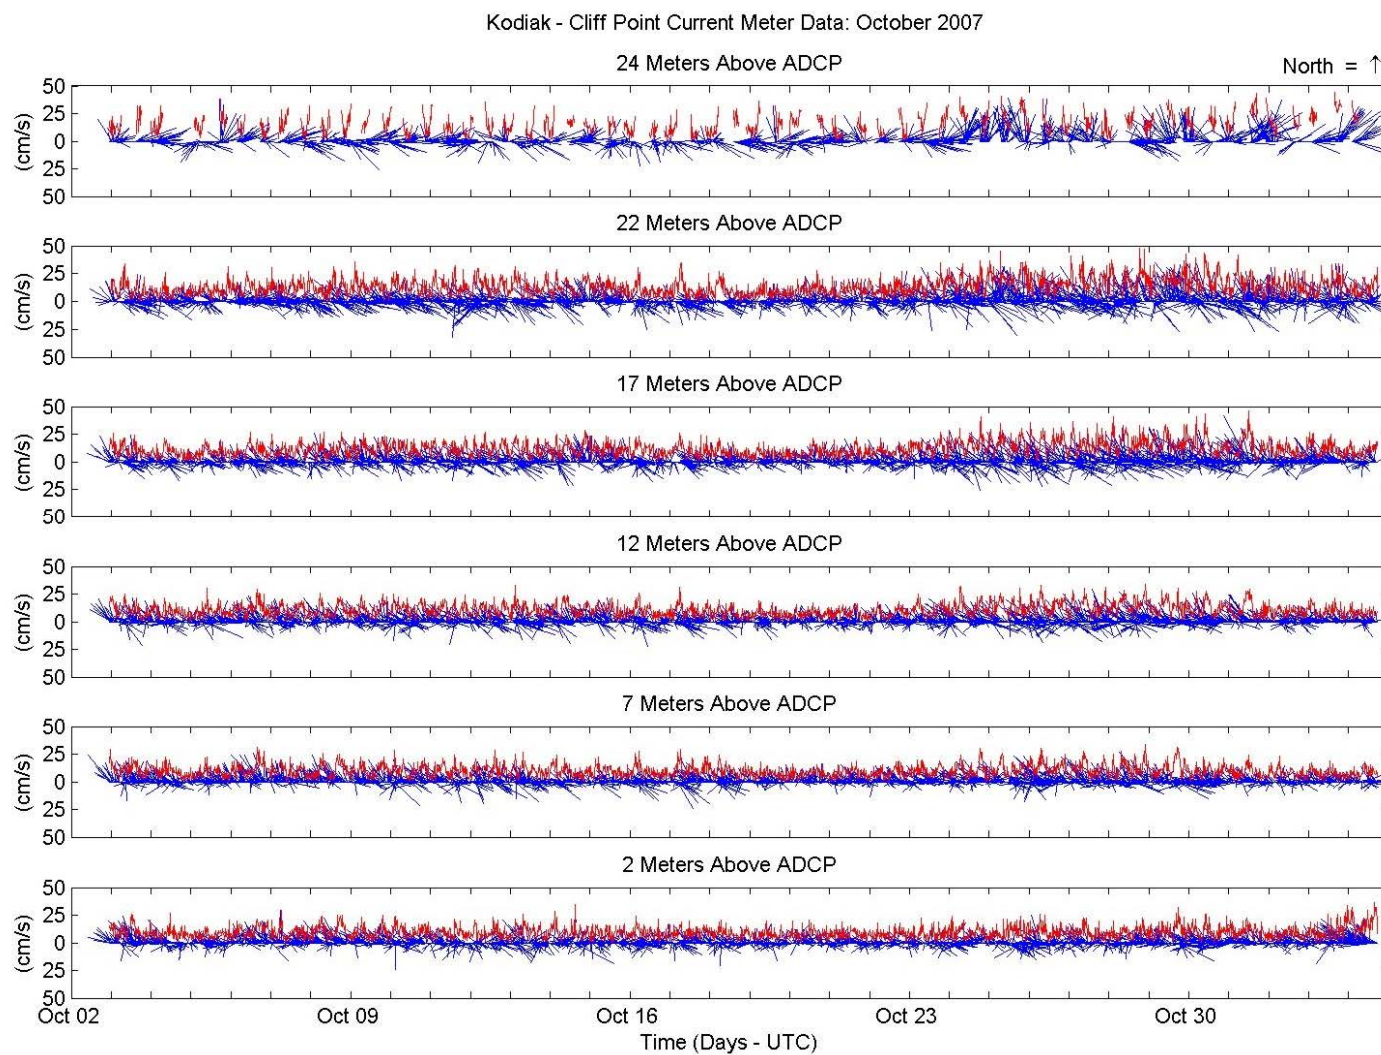 Kodiak - Cliff Point Current Meter Data: October 2007
24 Meters Above ADCP
North = ↑
50
25
0
25
50
(cm/s)
22 Meters Above ADCP
50
25
0
25
50
(cm/s)
17 Meters Above ADCP
50
25
0
25
50
(cm/s)
12 Meters Above ADCP
50
25
0
25
50
(cm/s)
7 Meters Above ADCP
50
25
0
25
50
(cm/s)
2 Meters Above ADCP
50
25
0
25
50
(cm/s)
Oct 02 Oct 09 Oct 16 Oct 23 Oct 30
Time (Days - UTC)